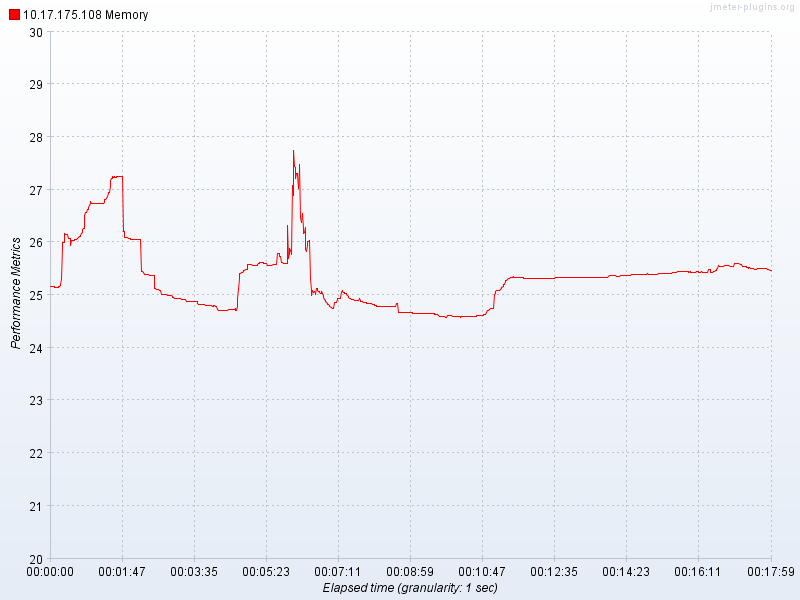 10.17.175.108 Memory
jmeter-plugins.org
30
29
28
27
26
25
24
23
22
21
20
Performance Metrics
00:00:00 00:01:47 00:03:35 00:05:23 00:07:11 00:08:59 00:10:47 00:12:35 00:14:23 00:16:11 00:17:59
Elapsed time (granularity: 1 sec)